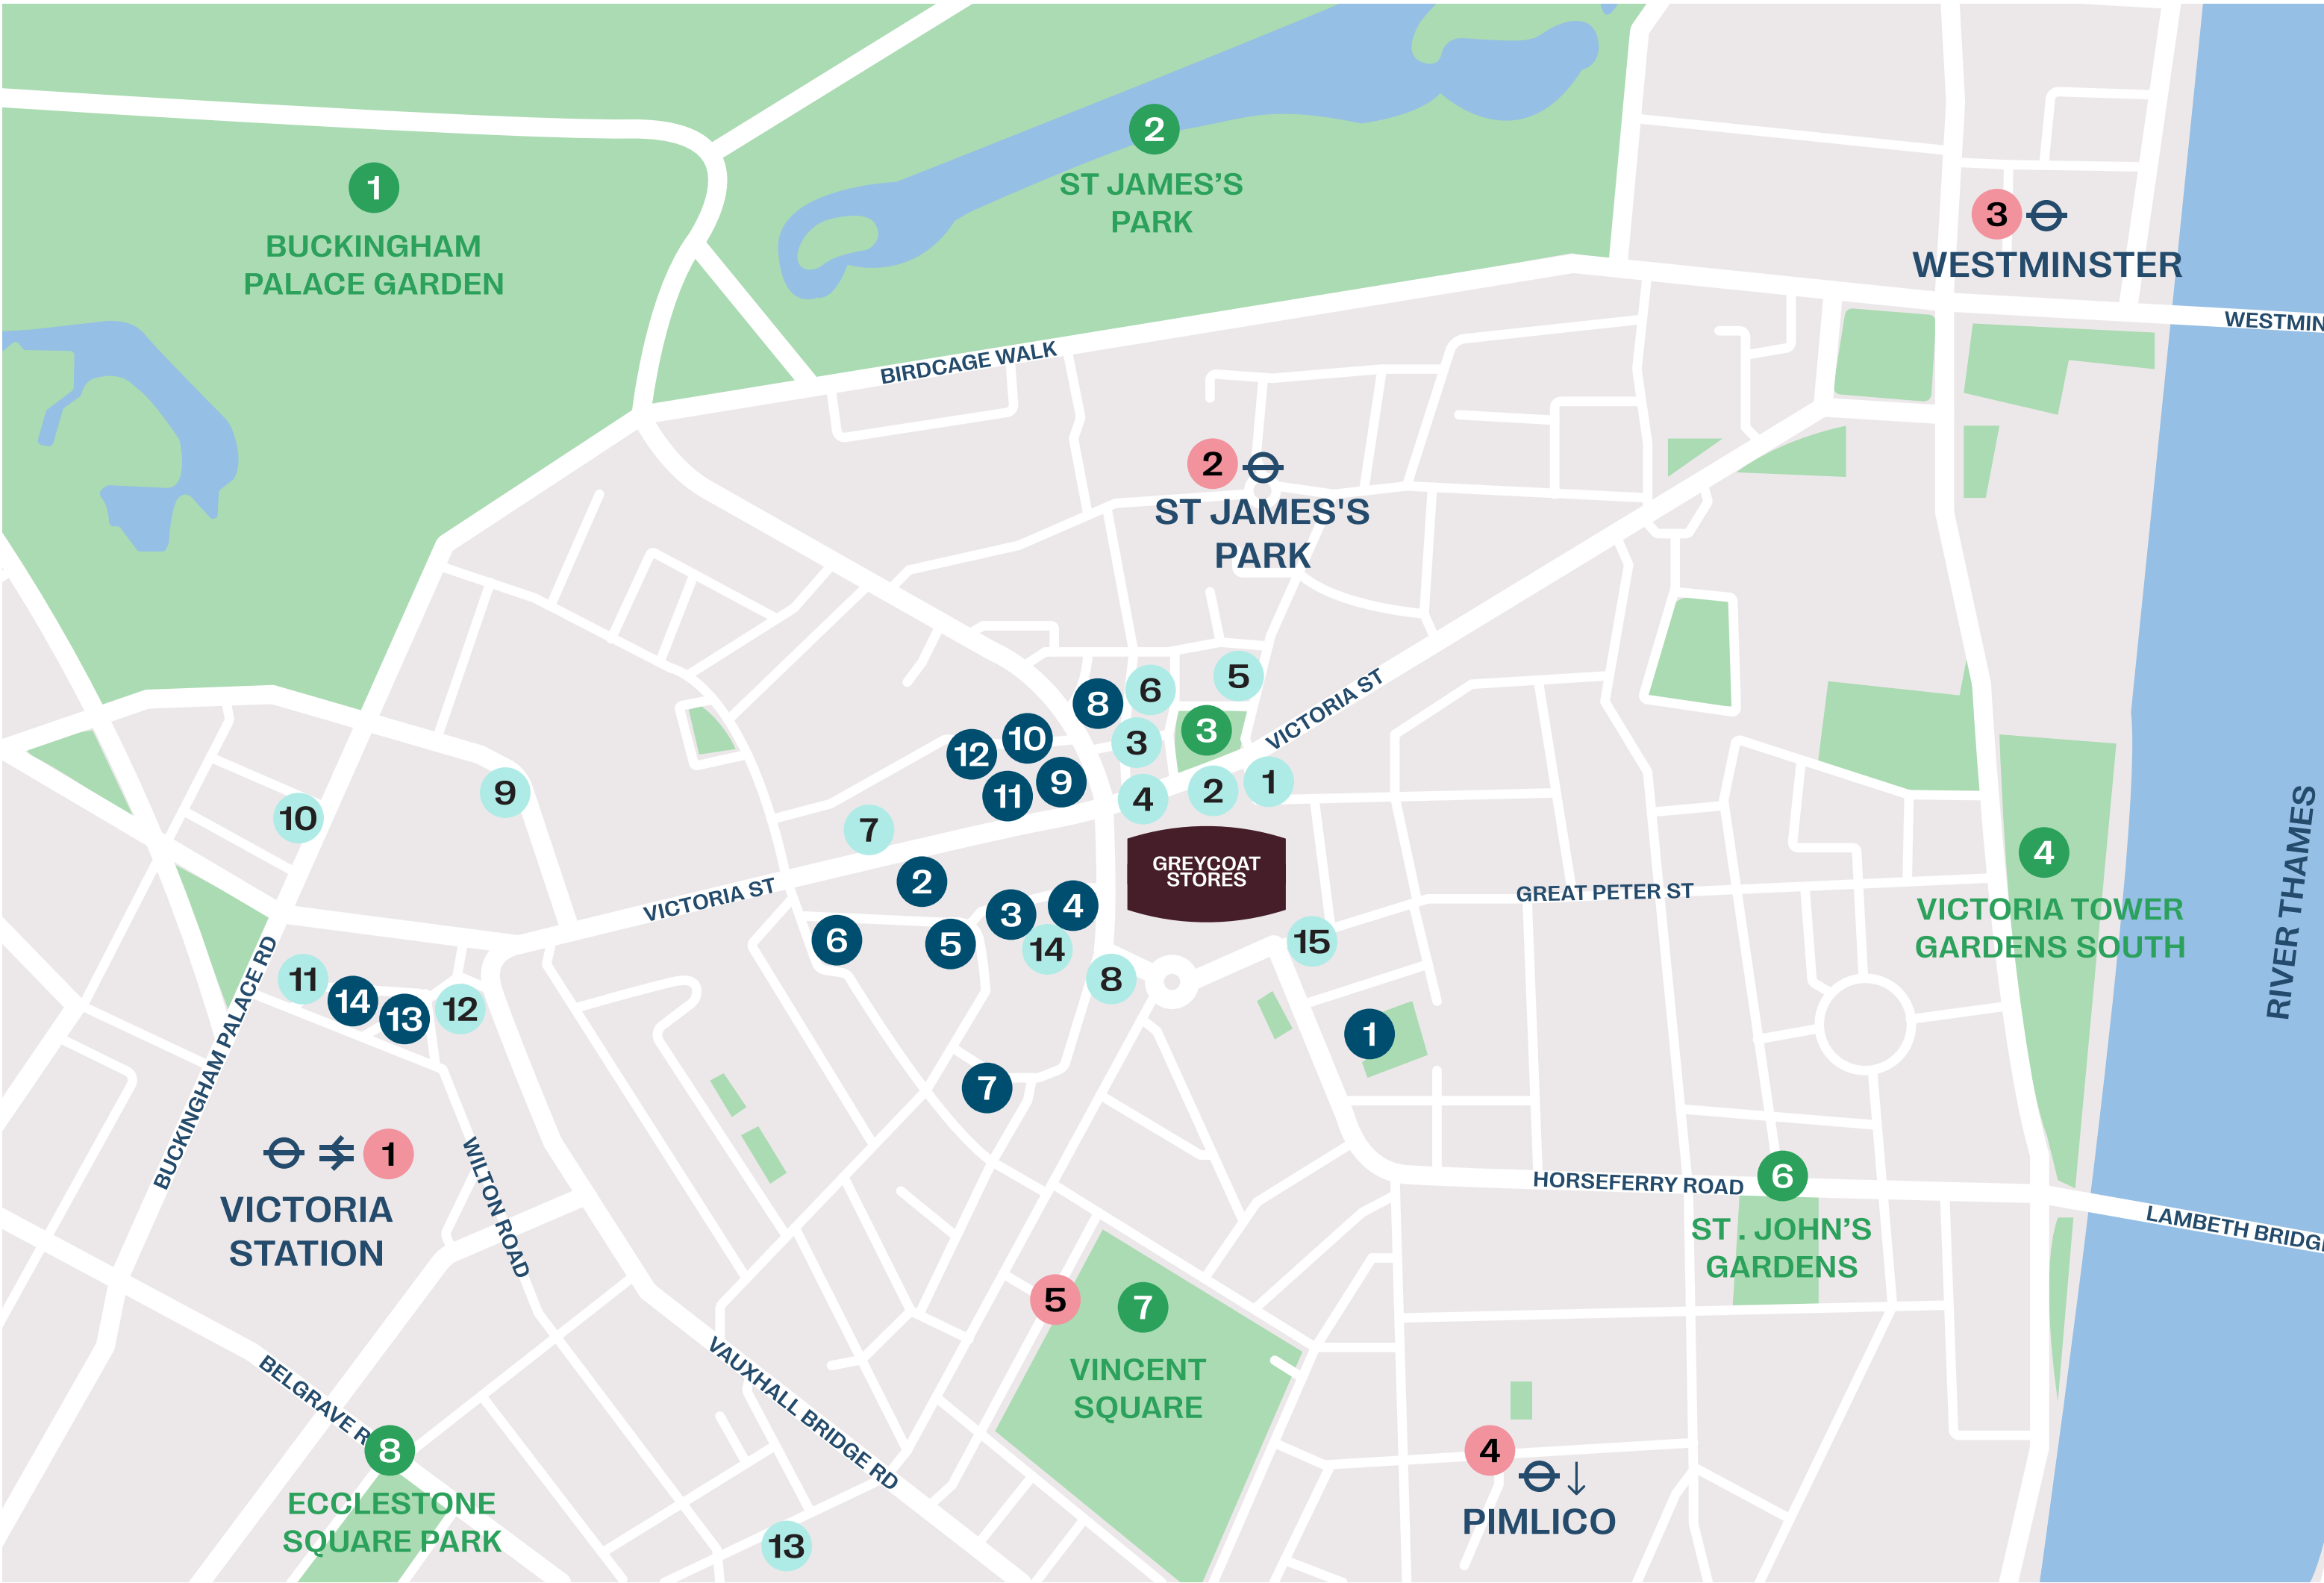 2
ST JAMES’S
PARK
1
BUCKINGHAM
PALACE GARDEN
3
WESTMINSTER
WESTMIN
BIRDCAGE WALK
2
ST JAMES'S
PARK
5
6
8
3
VICTORIA ST
10
12
3
9
11
1
2
4
9
10
7
GREYCOAT
STORES
4
VICTORIA TOWER
GARDENS SOUTH
RIVER THAMES
2
VICTORIA ST
GREAT PETER ST
3
4
6
5
14
15
8
11
14
13
12
BUCKINGHAM PALACE RD
1
7
1
VICTORIA
STATION
WILTON ROAD
HORSEFERRY ROAD
6
ST . JOHN’S
GARDENS
LAMBETH BRIDG
5
7
VINCENT
SQUARE
VAUXHALL BRIDGE RD
BELGRAVE R
8
ECCLESTONE
SQUARE PARK
4
PIMLICO
13